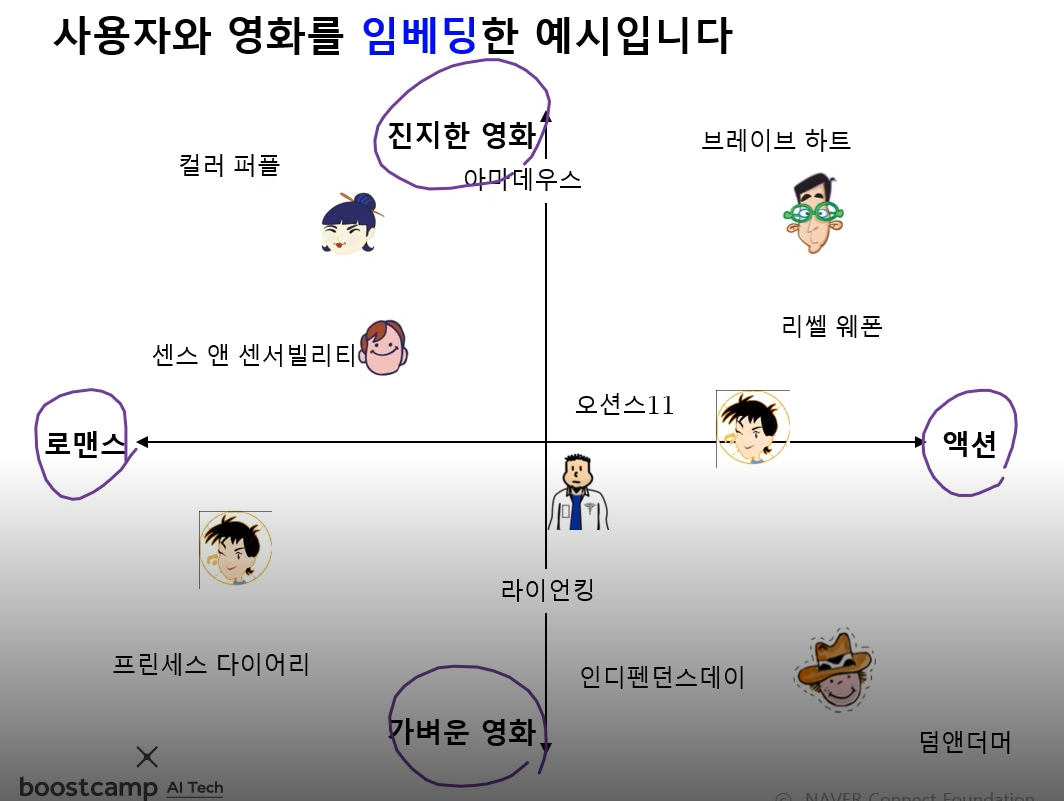 사용자와 영화를 임베딩한 예시입니다
진지한 영화
브레이브 하트
컬러 퍼플
아마데우스
리쎌 웨폰
센스 앤 센서빌리티
오션스11
로맨스
액션
라이언킹
프린세스 다이어리
인디펜던스데이
가벼운 영화
덤앤더머
boostcamp AI Tech
© NAVER Connect Foundation